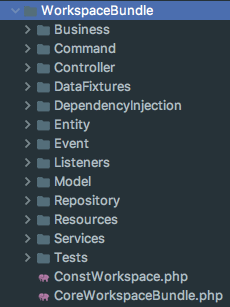 WorkspaceBundle
Business
Command
Controller
DataFixtures
DependencyInjection
Entity
Event
Listeners
Model
Repository
Resources
Services
Tests
ConstWorkspace.php
CoreWorkspaceBundle.php